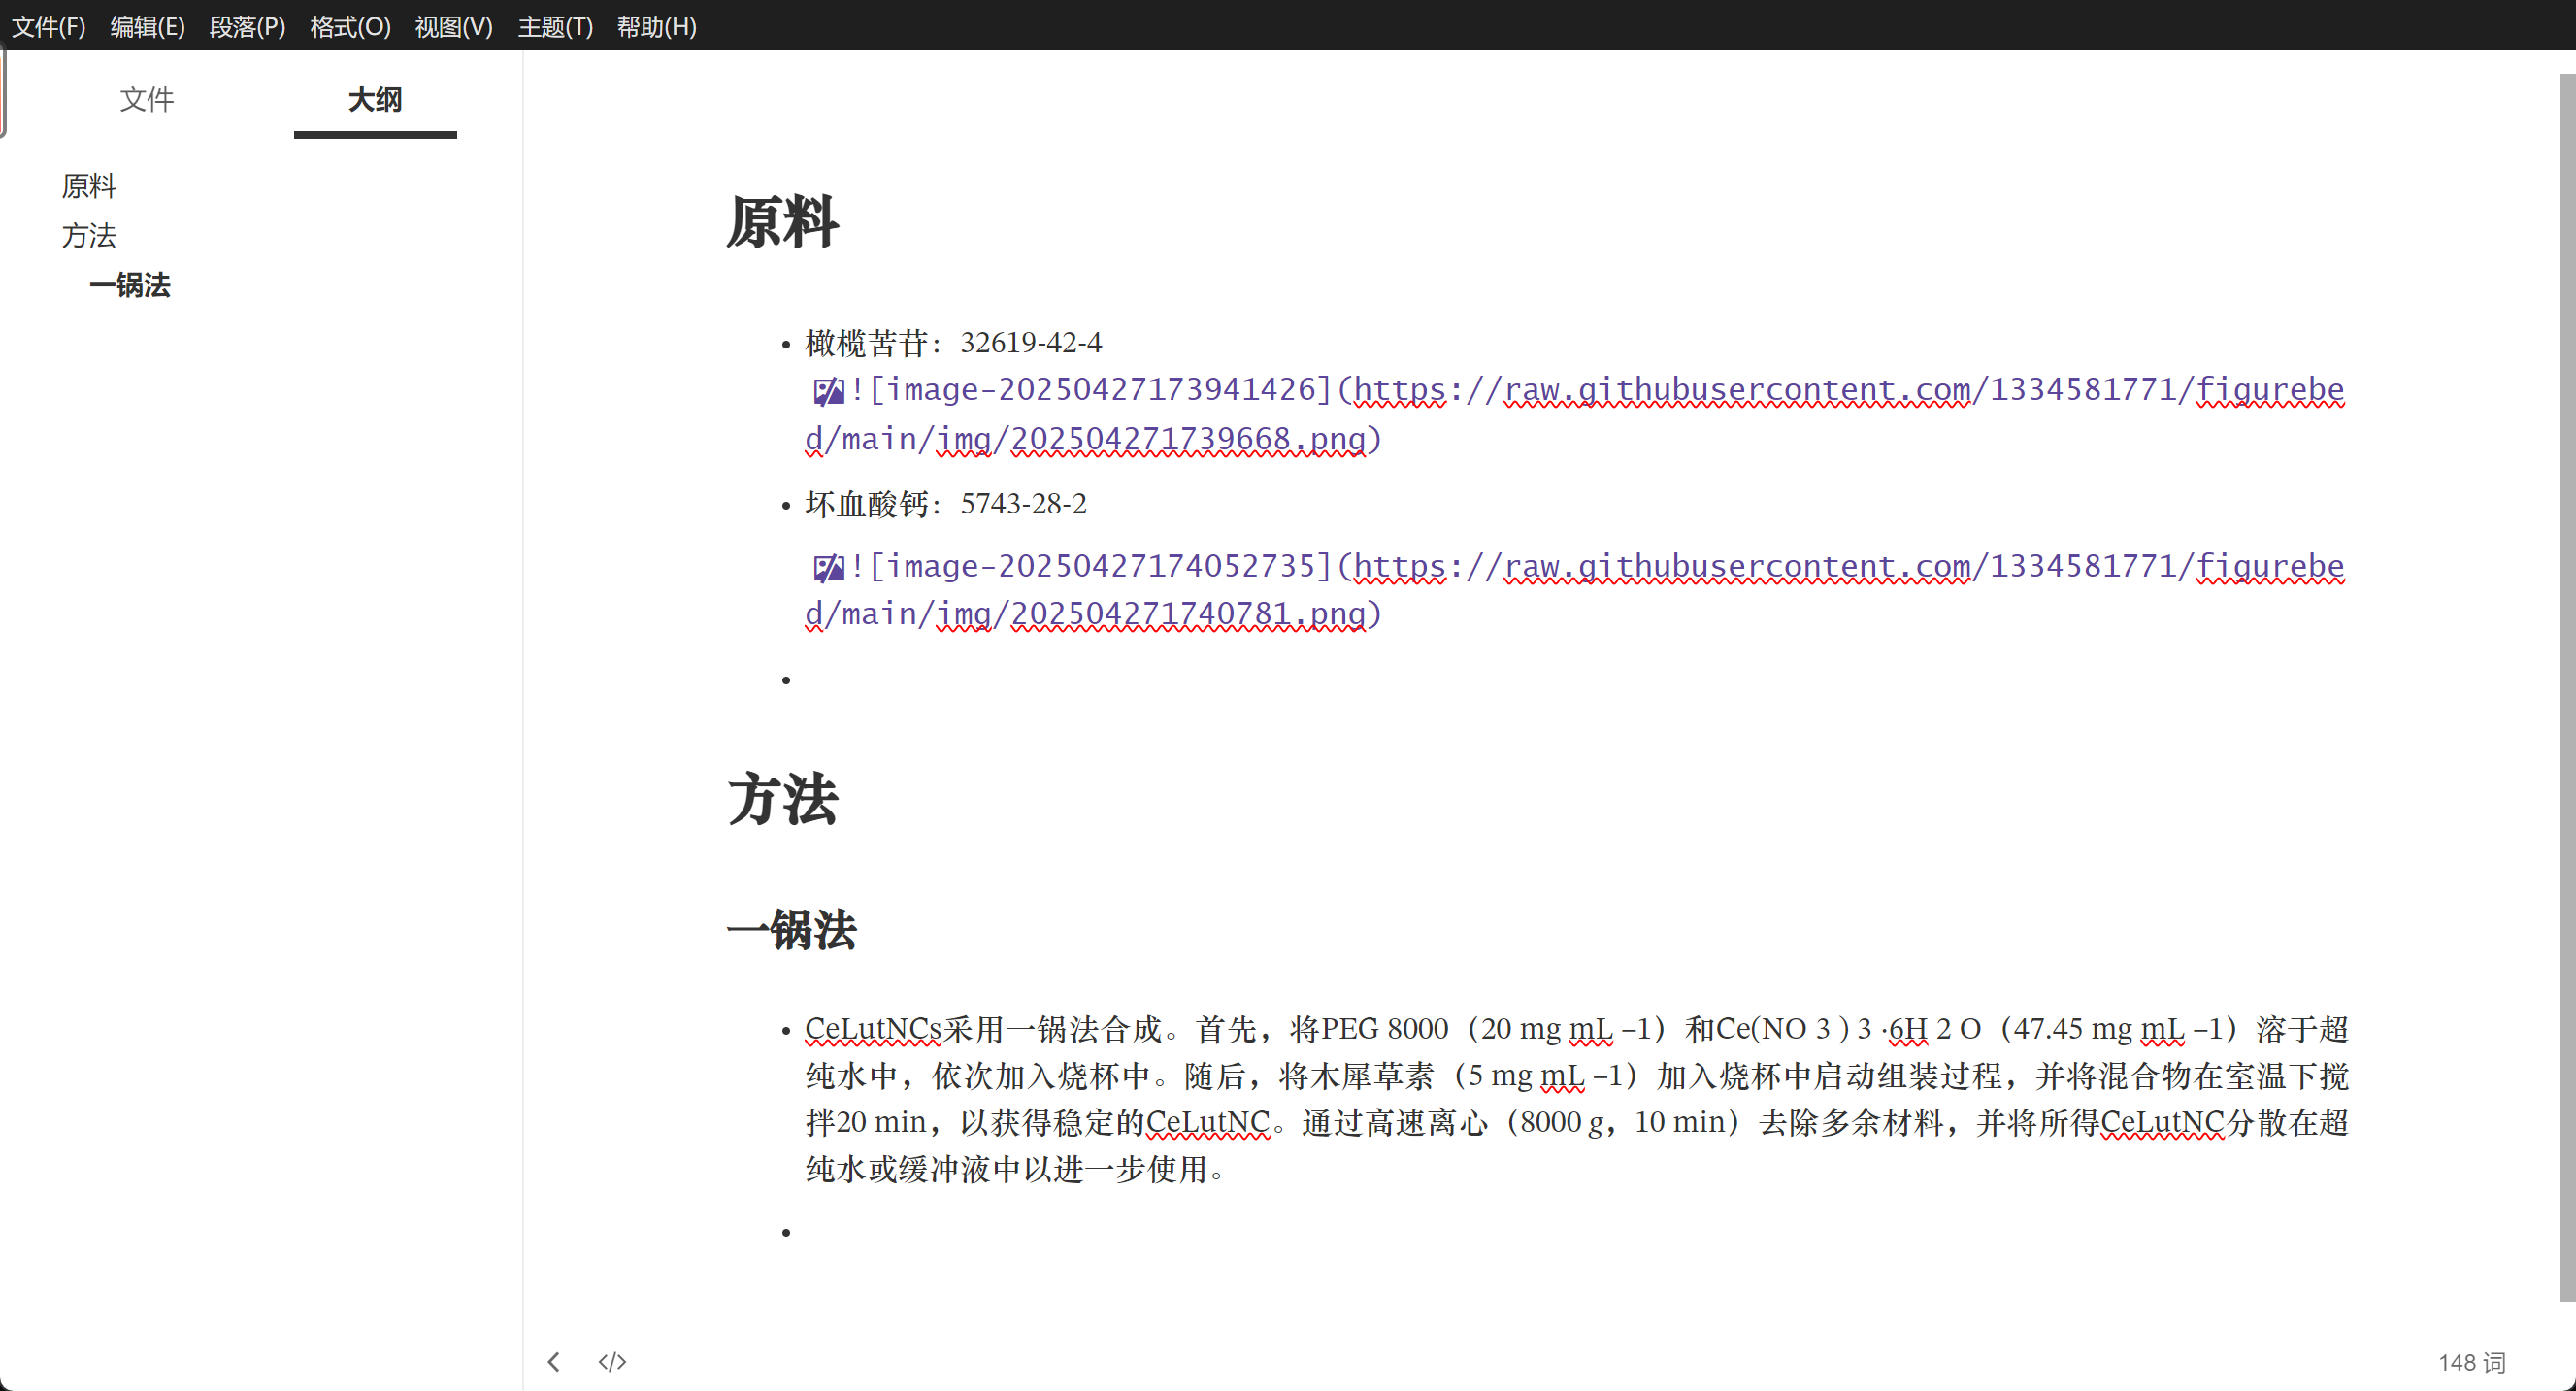 文件(F) 编辑(E) 段落(P) 格式(O) 视图(V) 主题(T) 帮助(H)
文件 大纲
原料
方法
一锅法
原料
橄榄苦苷：32619-42-4
![image-20250427173941426](https://raw.githubusercontent.com/1334581771/figurebe
d/main/img/202504271739668.png)
坏血酸钙：5743-28-2
![image-20250427174052735](https://raw.githubusercontent.com/1334581771/figurebe
d/main/img/202504271740781.png)
方法
一锅法
CeLutNCs采用一锅法合成。首先，将PEG 8000（20 mg mL –1）和Ce(NO 3 ) 3 ·6H 2 O（47.45 mg mL –1）溶于超
纯水中，依次加入烧杯中。随后，将木犀草素（5 mg mL –1）加入烧杯中启动组装过程，并将混合物在室温下搅
拌20 min，以获得稳定的CeLutNC。通过高速离心（8000 g，10 min）去除多余材料，并将所得CeLutNC分散在超
纯水或缓冲液中以进一步使用。
148 词